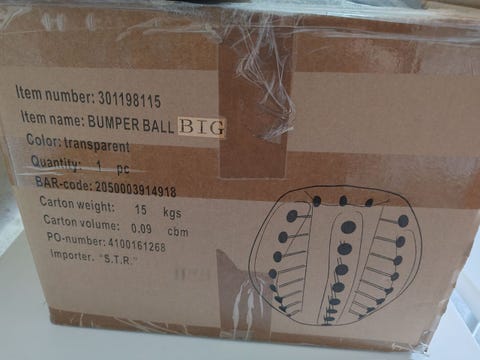 Item number: 301198115
Item name: BUMPER BALL BIG
Color: transparent
Quantity: 1 pc
BAR-code: 2050003914918
Carton weight: 15 kgs
Carton volume: 0.09 cbm
PO-number: 4100161268
Importer. "S.T.R."